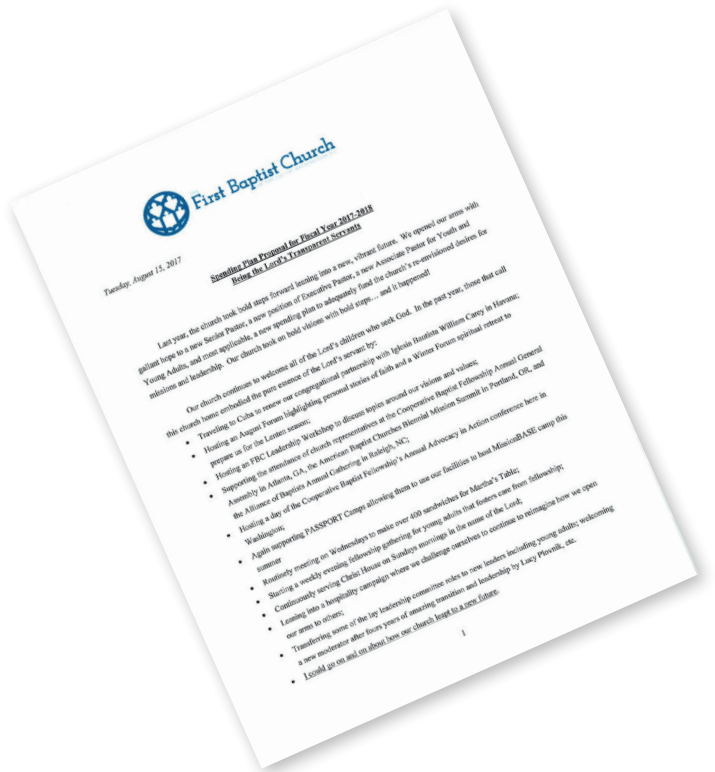 First Baptist Church
Tuesday, August 15, 2017
Spending Plan Proposal for Fiscal Year 2017-2018
Being the Lord's Transparent Servants
Last year, the church took bold steps forward leaning into a new, vibrant future. We opened our arms with
gallant hope to a new Senior Pastor, a new position of Executive Pastor, a new Associate Pastor for Youth and
Young Adults, and most applicable, a new spending plan to adequately fund the church's re-envisioned desires for
missions and leadership. Our church took on bold visions with bold steps… and it happened!
Our church continues to welcome all of the Lord's children who seek God. In the past year, those that call
this church home embodied the pure essence of the Lord's servant by:
• Traveling to Cuba to renew our congregational partnership with Iglesia Bautista William Carey in Havana;
• Hosting an August Forum highlighting personal stories of faith and a Winter Forum spiritual retreat to
prepare us for the Lenten season;
• Hosting an FBC Leadership Workshop to discuss topics around our visions and values;
• Supporting the attendance of church representatives at the Cooperative Baptist Fellowship Annual General
Assembly in Atlanta, GA, the American Baptist Churches Biennial Mission Summit in Portland, OR, and
the Alliance of Baptists Annual Gathering in Raleigh, NC;
• Hosting a day of the Cooperative Baptist Fellowship's Annual Advocacy in Action conference here in
Washington;
• Again supporting PASSPORT Camps allowing them to use our facilities to host MissionBASE camp this
summer
• Routinely meeting on Wednesdays to make over 400 sandwiches for Martha's Table;
• Starting a weekly evening fellowship gathering for young adults that fosters care from fellowship;
• Continuously serving Christ House on Sundays mornings in the name of the Lord;
• Leaning into a hospitality campaign where we challenge ourselves to continue to reimagine how we open
our arms to others;
• Transferring some of the lay leadership committee roles to new leaders including young adults; welcoming
a new moderator after fours years of amazing transition and leadership by Lucy Plovnik, etc.
• I could go on and on about how our church leapt to a new future.
1